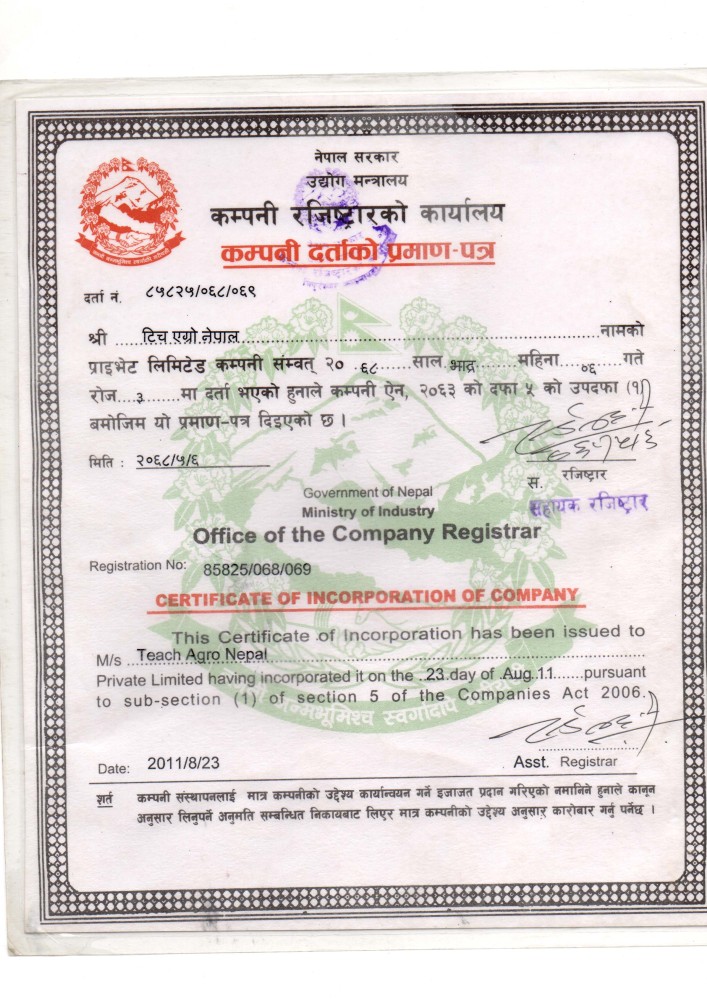 नेपाल सरकार
उद्योग मन्त्रालय
कम्पनी रजिष्ट्रारको कार्यालय
कम्पनी दर्ताको प्रमाण-पत्र
दर्ता नं. ८५८२५/०६८/०६९
श्री ......टिच एग्रो नेपाल......नामको
प्राइभेट लिमिटेड कम्पनी संम्वत् २० .६८......साल भाद्र......महिना....०६...गते
रोज....३.....मा दर्ता भएको हुनाले कम्पनी ऐन, २०६३ को दफा ५ को उपदफा (१)
बमोजिम यो प्रमाण-पत्र दिइएको छ ।
मिति : २०६८/५/६
स. रजिष्ट्रार
सहायक रजिष्ट्रार
Government of Nepal
Ministry of Industry
Office of the Company Registrar
Registration No: 85825/068/069
CERTIFICATE OF INCORPORATION OF COMPANY
This Certificate of Incorporation has been issued to
M/s Teach Agro Nepal
Private Limited having incorporated it on the ..23.day of .Aug..11......pursuant
to sub-section (1) of section 5 of the Companies Act 2006.
Date: 2011/8/23
Asst. Registrar
शर्त कम्पनी संस्थापनलाई मात्र कम्पनीको उद्देश्य कार्यान्वयन गर्ने इजाजत प्रदान गरिएको नमानिने हुनाले कानून
अनुसार लिनुपर्ने अनुमति सम्बन्धित निकायबाट लिएर मात्र कम्पनीको उद्देश्य अनुसार कारोबार गर्नु पर्नेछ ।